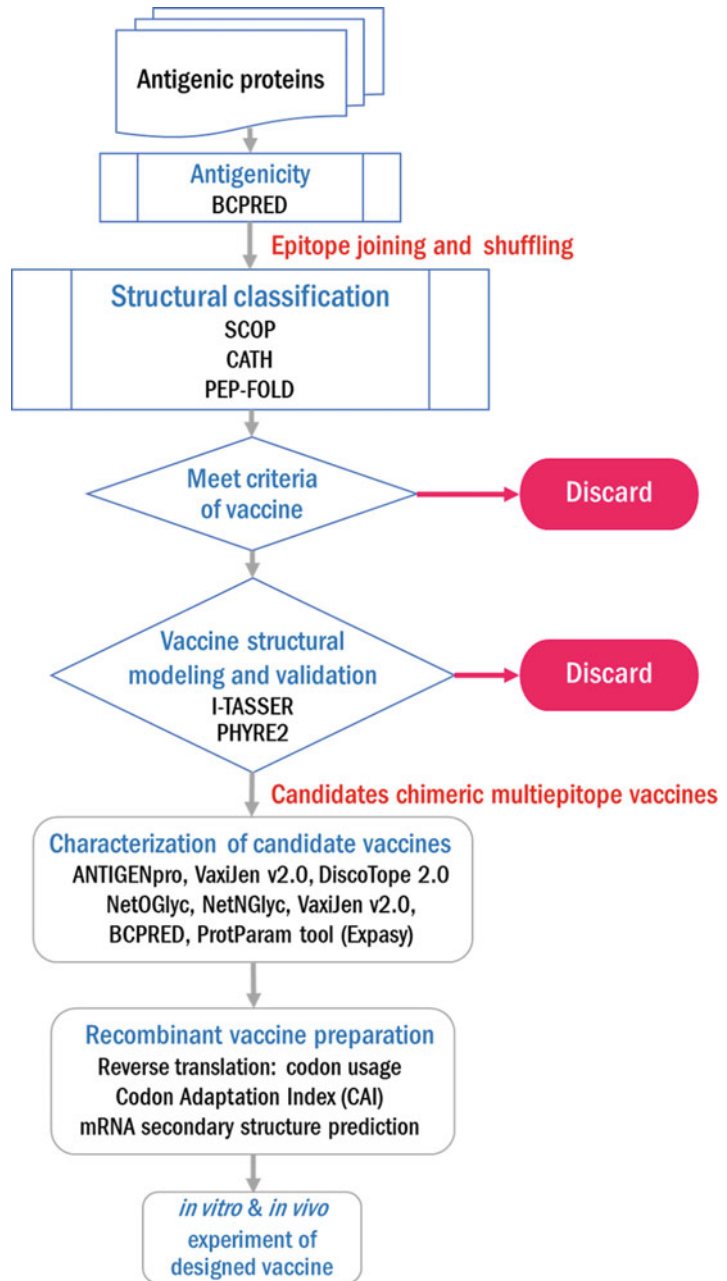 Antigenic proteins
Antigenicity
BCPRED
Epitope joining and shuffling
Structural classification
SCOP
CATH
PEP-FOLD
Meet criteria
of vaccine
Discard
Vaccine structural
modeling and validation
I-TASSER
PHYRE2
Discard
Candidates chimeric multiepitope vaccines
Characterization of candidate vaccines
ANTIGENpro, VaxiJen v2.0, DiscoTope 2.0
NetOGlyc, NetNGlyc, VaxiJen v2.0,
BCPRED, ProtParam tool (Expasy)
Recombinant vaccine preparation
Reverse translation: codon usage
Codon Adaptation Index (CAI)
mRNA secondary structure prediction
in vitro & in vivo
experiment of
designed vaccine